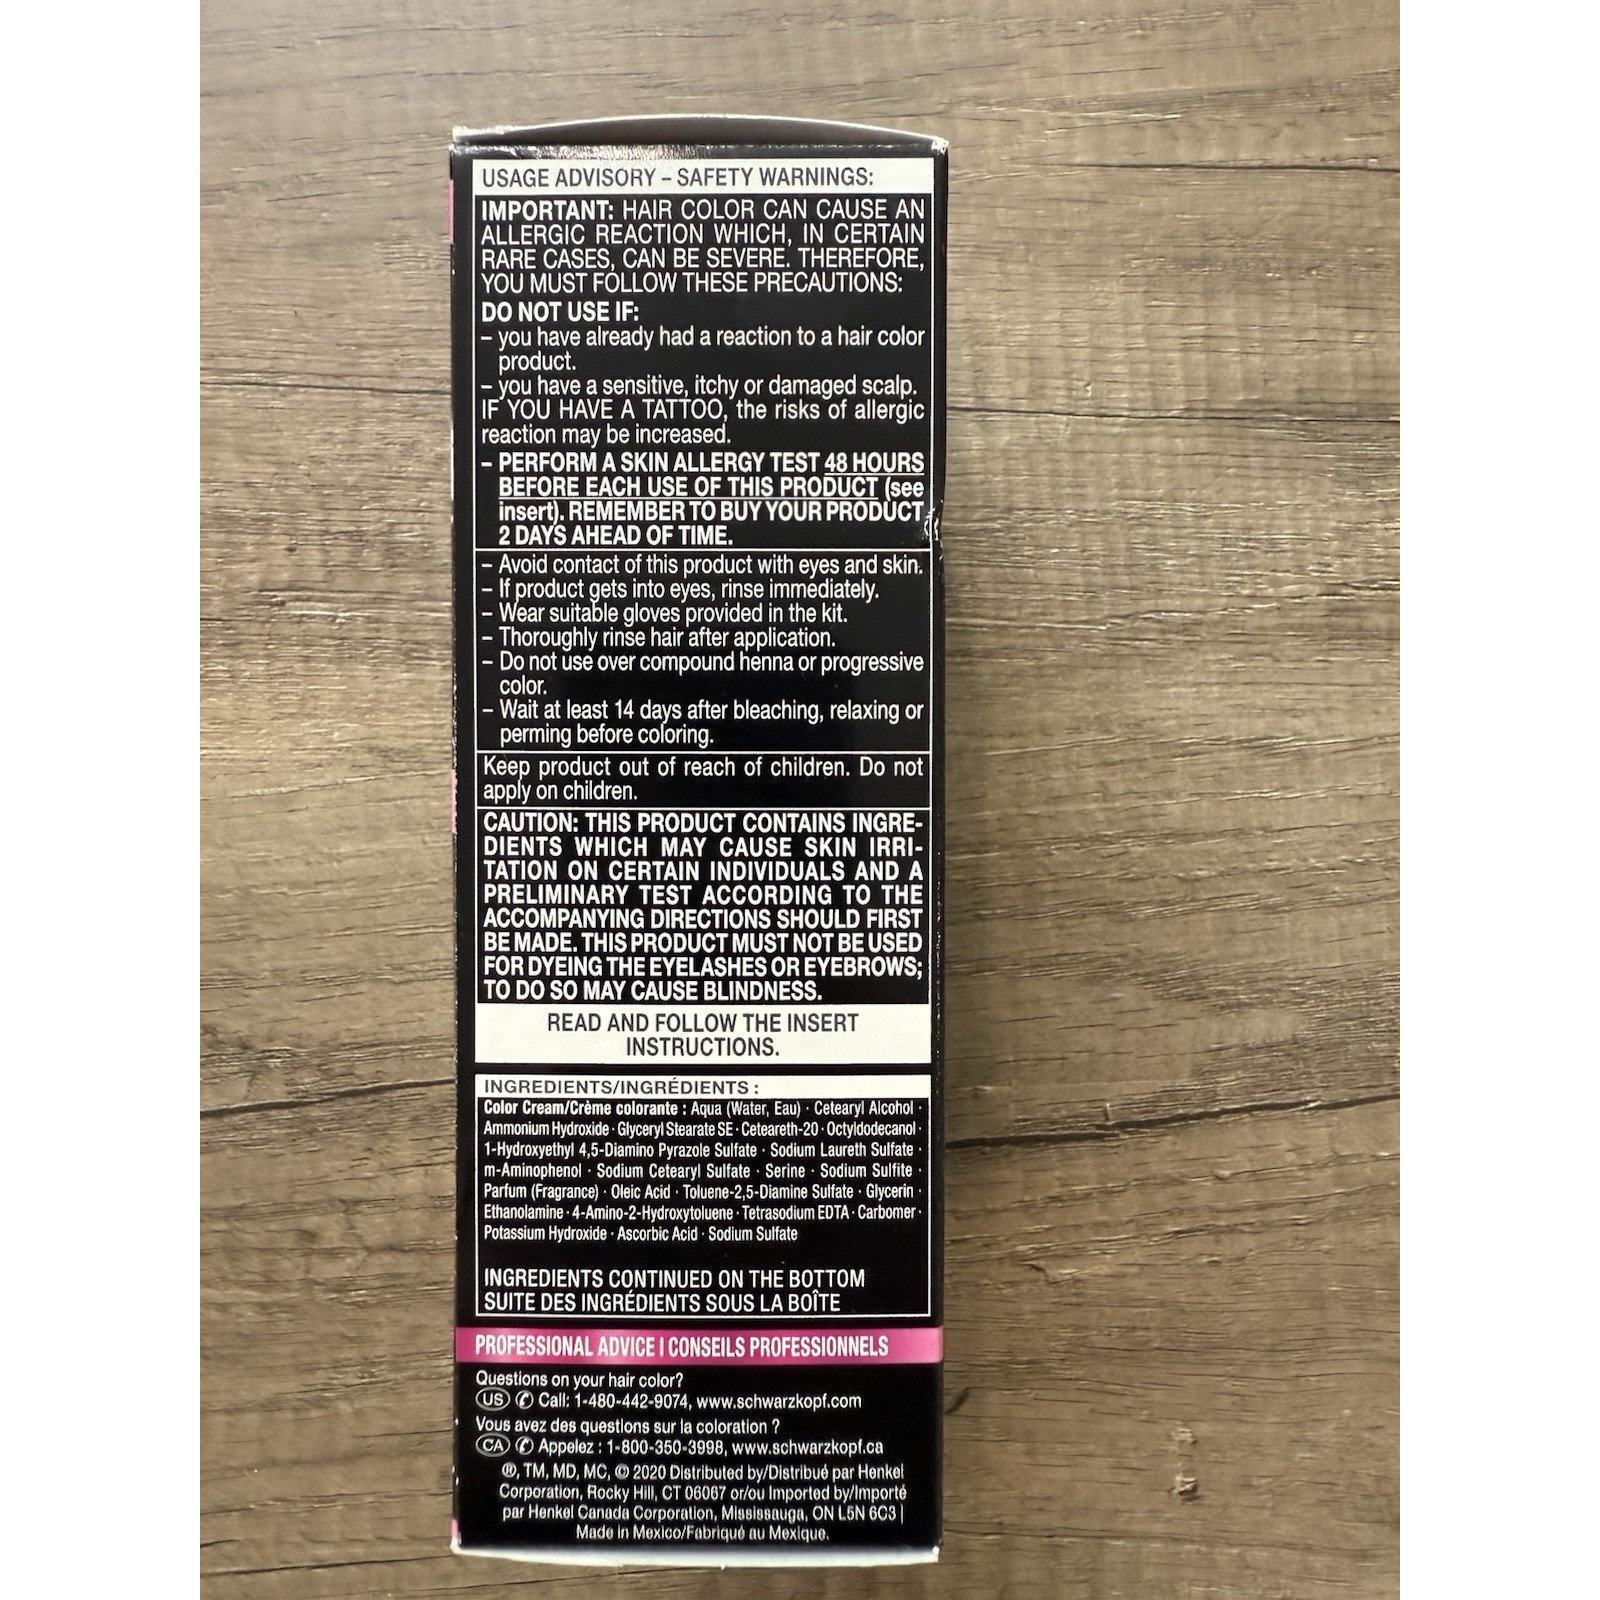 USAGE ADVISORY – SAFETY WARNINGS:
IMPORTANT: HAIR COLOR CAN CAUSE AN
ALLERGIC REACTION WHICH, IN CERTAIN
RARE CASES, CAN BE SEVERE. THEREFORE,
YOU MUST FOLLOW THESE PRECAUTIONS:
DO NOT USE IF:
– you have already had a reaction to a hair color
product.
– you have a sensitive, itchy or damaged scalp.
IF YOU HAVE A TATTOO, the risks of allergic
reaction may be increased.
– PERFORM A SKIN ALLERGY TEST 48 HOURS
BEFORE EACH USE OF THIS PRODUCT (see
insert). REMEMBER TO BUY YOUR PRODUCT
2 DAYS AHEAD OF TIME.
– Avoid contact of this product with eyes and skin.
– If product gets into eyes, rinse immediately.
– Wear suitable gloves provided in the kit.
– Thoroughly rinse hair after application.
– Do not use over compound henna or progressive
color.
– Wait at least 14 days after bleaching, relaxing or
perming before coloring.
Keep product out of reach of children. Do not
apply on children.
CAUTION: THIS PRODUCT CONTAINS INGRE-
DIENTS WHICH MAY CAUSE SKIN IRRI-
TATION ON CERTAIN INDIVIDUALS AND A
PRELIMINARY TEST ACCORDING TO THE
ACCOMPANYING DIRECTIONS SHOULD FIRST
BE MADE. THIS PRODUCT MUST NOT BE USED
FOR DYEING THE EYELASHES OR EYEBROWS;
TO DO SO MAY CAUSE BLINDNESS.
READ AND FOLLOW THE INSERT
INSTRUCTIONS.
INGREDIENTS/INGRÉDIENTS :
Color Cream/Crème colorante : Aqua (Water, Eau) · Cetearyl Alcohol ·
Ammonium Hydroxide · Glyceryl Stearate SE · Ceteareth-20 · Octyldodecanol ·
1-Hydroxyethyl 4,5-Diamino Pyrazole Sulfate · Sodium Laureth Sulfate ·
m-Aminophenol · Sodium Cetearyl Sulfate · Serine · Sodium Sulfite ·
Parfum (Fragrance) · Oleic Acid · Toluene-2,5-Diamine Sulfate · Glycerin ·
Ethanolamine · 4-Amino-2-Hydroxytoluene · Tetrasodium EDTA · Carbomer ·
Potassium Hydroxide · Ascorbic Acid · Sodium Sulfate
INGREDIENTS CONTINUED ON THE BOTTOM
SUITE DES INGRÉDIENTS SOUS LA BOÎTE
PROFESSIONAL ADVICE I CONSEILS PROFESSIONNELS
Questions on your hair color?
US ✆ Call: 1-480-442-9074, www.schwarzkopf.com
Vous avez des questions sur la coloration ?
CA ✆ Appelez : 1-800-350-3998, www.schwarzkopf.ca
®, TM, MD, MC, © 2020 Distributed by/Distribué par Henkel
Corporation, Rocky Hill, CT 06067 or/ou Imported by/Importé
par Henkel Canada Corporation, Mississauga, ON L5N 6C3 |
Made in Mexico/Fabriqué au Mexique.